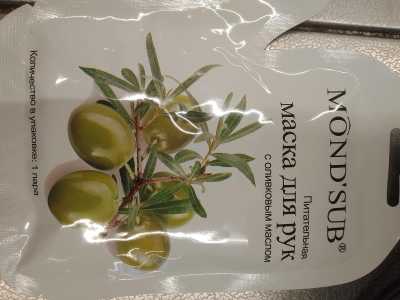 MOND'SUB®
Питательная
маска для рук
с оливковым маслом
Количество в упаковке: 1 пара